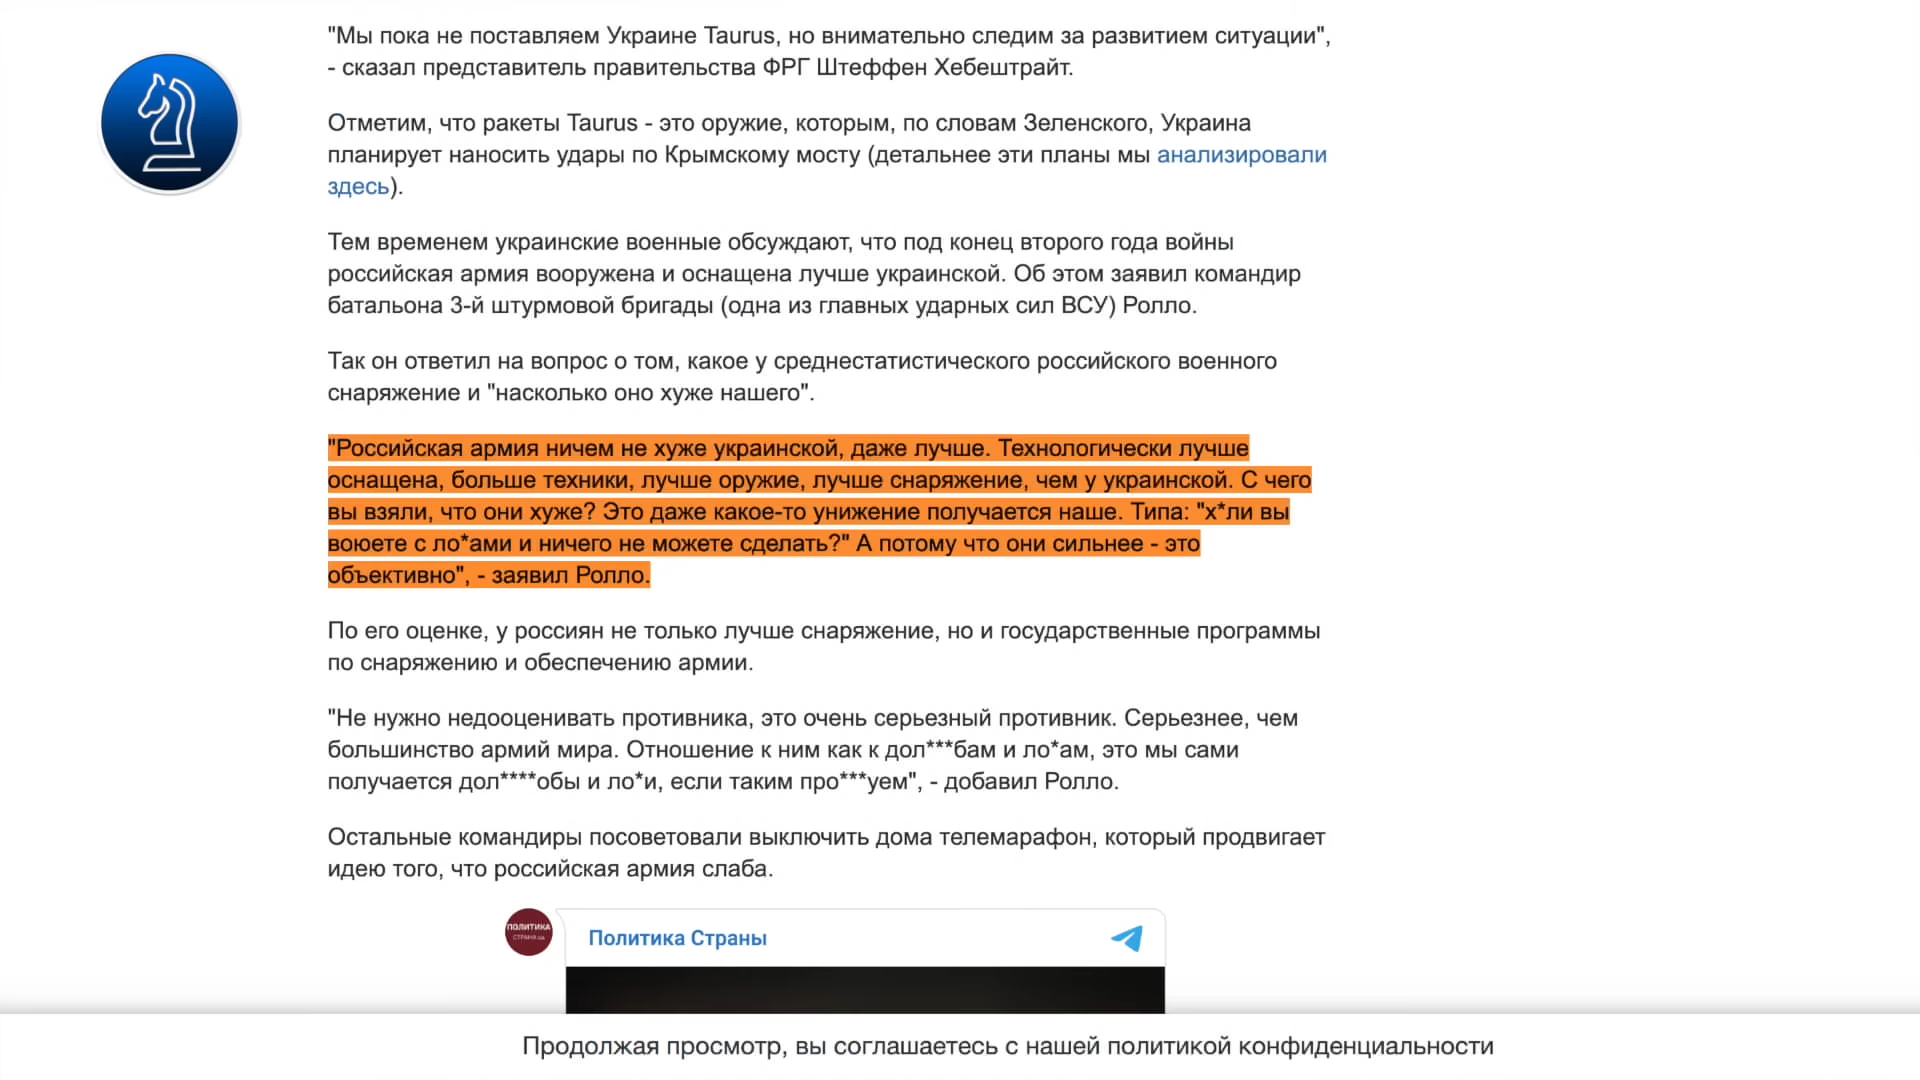 "Мы пока не поставляем Украине Taurus, но внимательно следим за развитием ситуации",
- сказал представитель правительства ФРГ Штеффен Хебештрайт.
Отметим, что ракеты Taurus - это оружие, которым, по словам Зеленского, Украина
планирует наносить удары по Крымскому мосту (детальнее эти планы мы анализировали
здесь).
Тем временем украинские военные обсуждают, что под конец второго года войны
российская армия вооружена и оснащена лучше украинской. Об этом заявил командир
батальона 3-й штурмовой бригады (одна из главных ударных сил ВСУ) Ролло.
Так он ответил на вопрос о том, какое у среднестатистического российского военного
снаряжение и "насколько оно хуже нашего".
"Российская армия ничем не хуже украинской, даже лучше. Технологически лучше
оснащена, больше техники, лучше оружие, лучше снаряжение, чем у украинской. С чего
вы взяли, что они хуже? Это даже какое-то унижение получается наше. Типа: "х*ли вы
воюете с ло*ами и ничего не можете сделать?" А потому что они сильнее - это
объективно", - заявил Ролло.
По его оценке, у россиян не только лучше снаряжение, но и государственные программы
по снаряжению и обеспечению армии.
"Не нужно недооценивать противника, это очень серьезный противник. Серьезнее, чем
большинство армий мира. Отношение к ним как к дол***бам и ло*ам, это мы сами
получается дол****обы и ло*и, если таким про***уем", - добавил Ролло.
Остальные командиры посоветовали выключить дома телемарафон, который продвигает
идею того, что российская армия слаба.
ПОЛИТИКА
СТРАНА.ua
Политика Страны
Продолжая просмотр, вы соглашаетесь с нашей политикой конфиденциальности